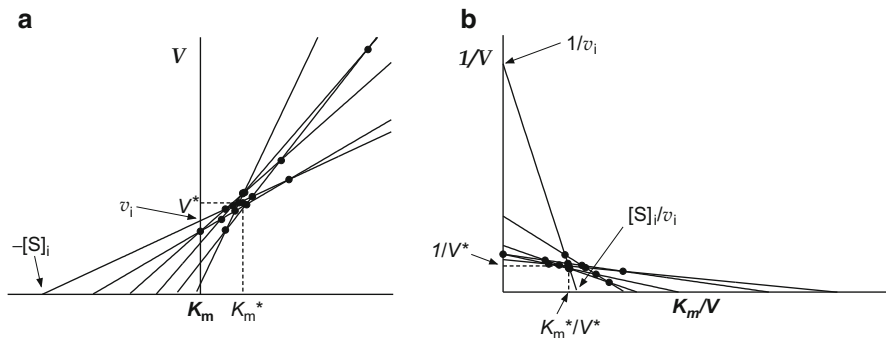 a
V
v_i
V*
–[S]_i
K_m
K_m*
b
1/V
1/v_i
[S]_i/v_i
1/V*
K_m*/V*
K_m/V